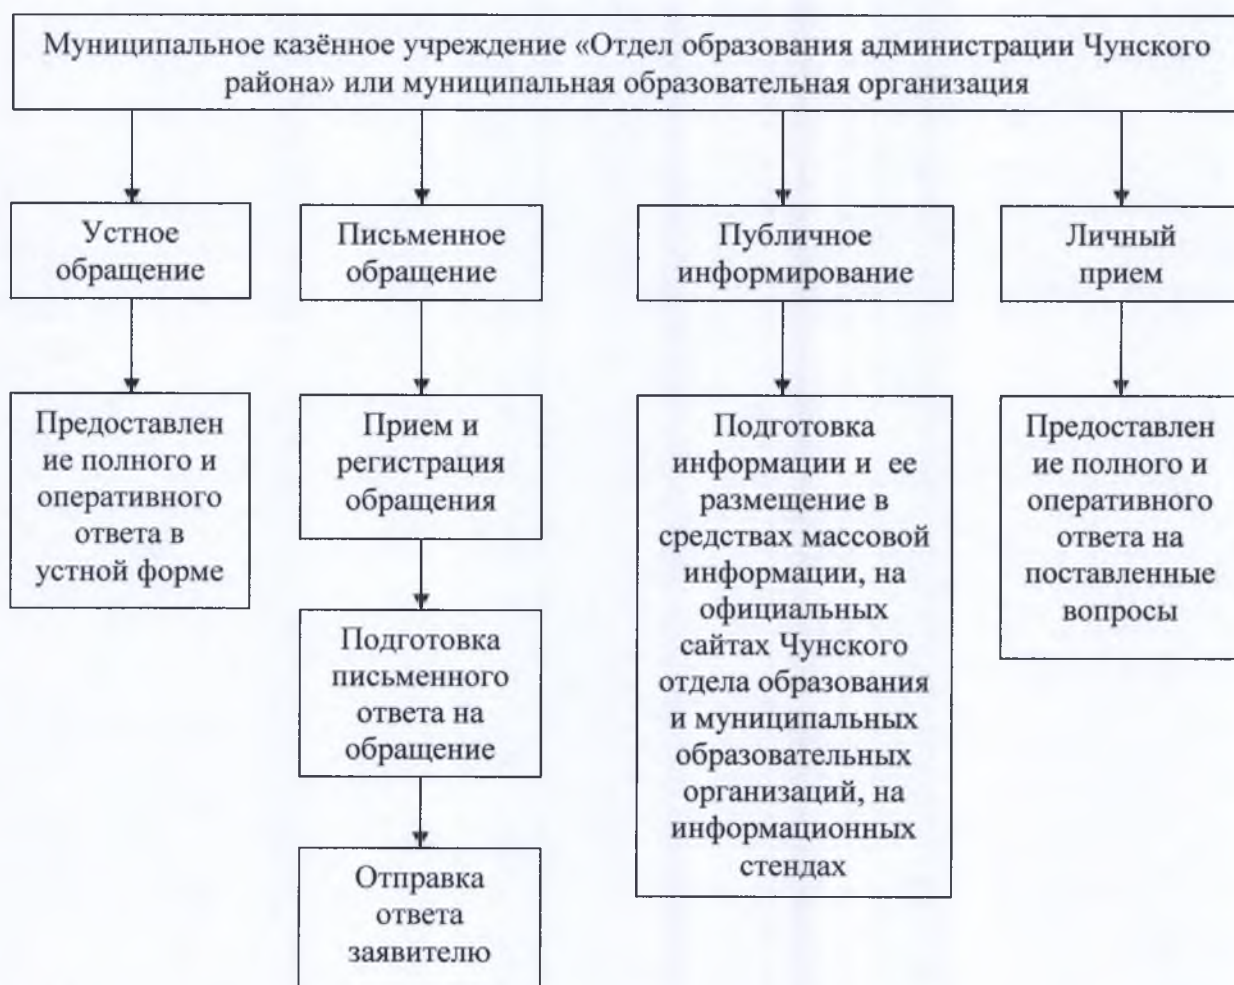 Муниципальное казённое учреждение «Отдел образования администрации Чунского
района» или муниципальная образовательная организация
Устное
обращение
Письменное
обращение
Публичное
информирование
Личный
прием
Предоставлен
ие полного и
оперативного
ответа в
устной форме
Прием и
регистрация
обращения
Подготовка
письменного
ответа на
обращение
Отправка
ответа
заявителю
Подготовка
информации и ее
размещение в
средствах массовой
информации, на
официальных
сайтах Чунского
отдела образования
и муниципальных
образовательных
организаций, на
информационных
стендах
Предоставлен
ие полного и
оперативного
ответа на
поставленные
вопросы